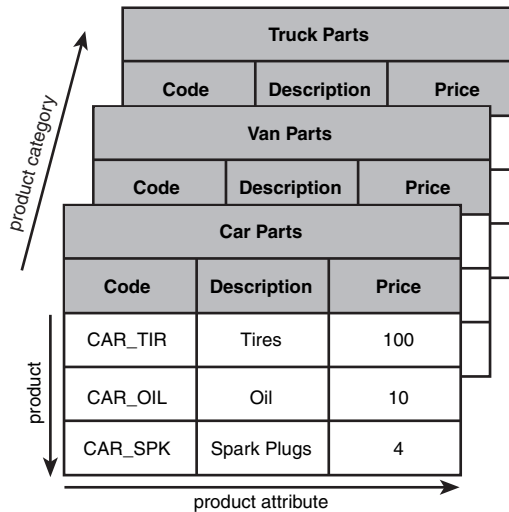 Truck Parts
Code Description Price
Van Parts
Code Description Price
Car Parts
Code Description Price
CAR_TIR Tires 100
CAR_OIL Oil 10
CAR_SPK Spark Plugs 4
product category
product
product attribute